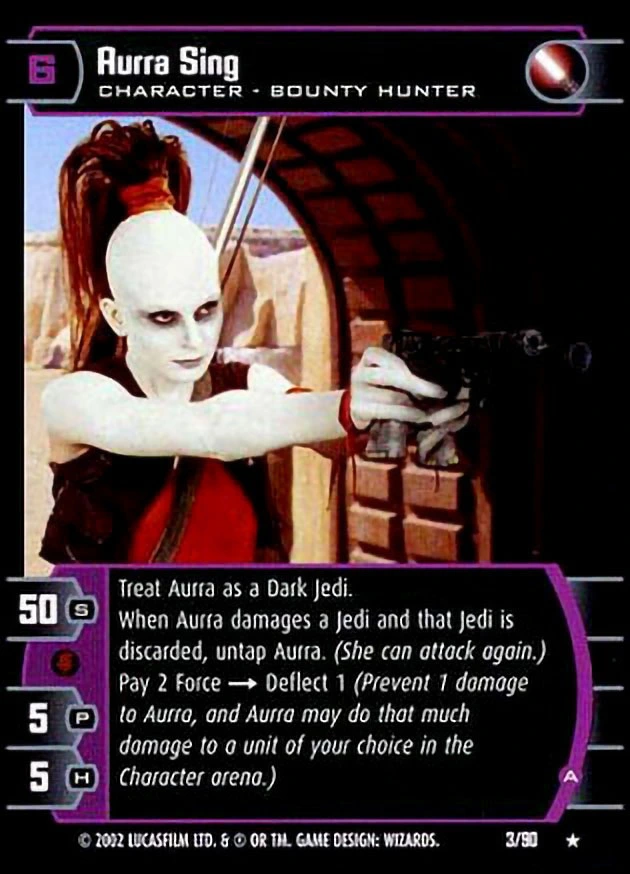 6
Aurra Sing
CHARACTER - BOUNTY HUNTER
Treat Aurra as a Dark Jedi.
When Aurra damages a Jedi and that Jedi is
discarded, untap Aurra. (She can attack again.)
Pay 2 Force → Deflect 1 (Prevent 1 damage
to Aurra, and Aurra may do that much
damage to a unit of your choice in the
Character arena.)
50 S
5 P
5 H
A
© 2002 LUCASFILM LTD. & ® OR TM. GAME DESIGN: WIZARDS. 3/90 ★